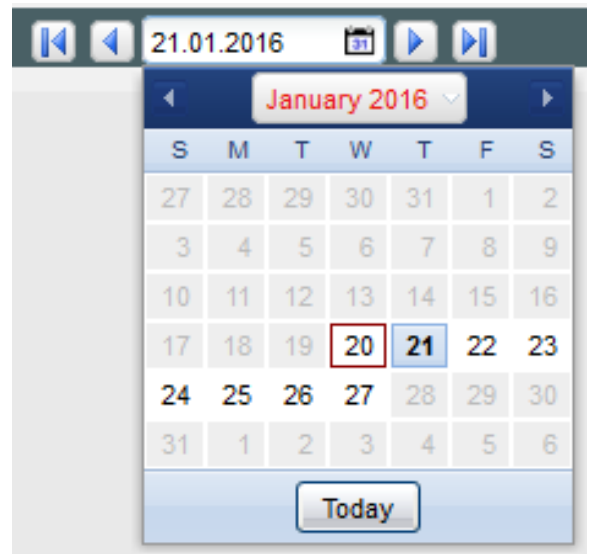 21.01.2016 31
January 2016
S M T W T F S
27 28 29 30 31 1 2
3 4 5 6 7 8 9
10 11 12 13 14 15 16
17 18 19 20 21 22 23
24 25 26 27 28 29 30
31 1 2 3 4 5 6
Today